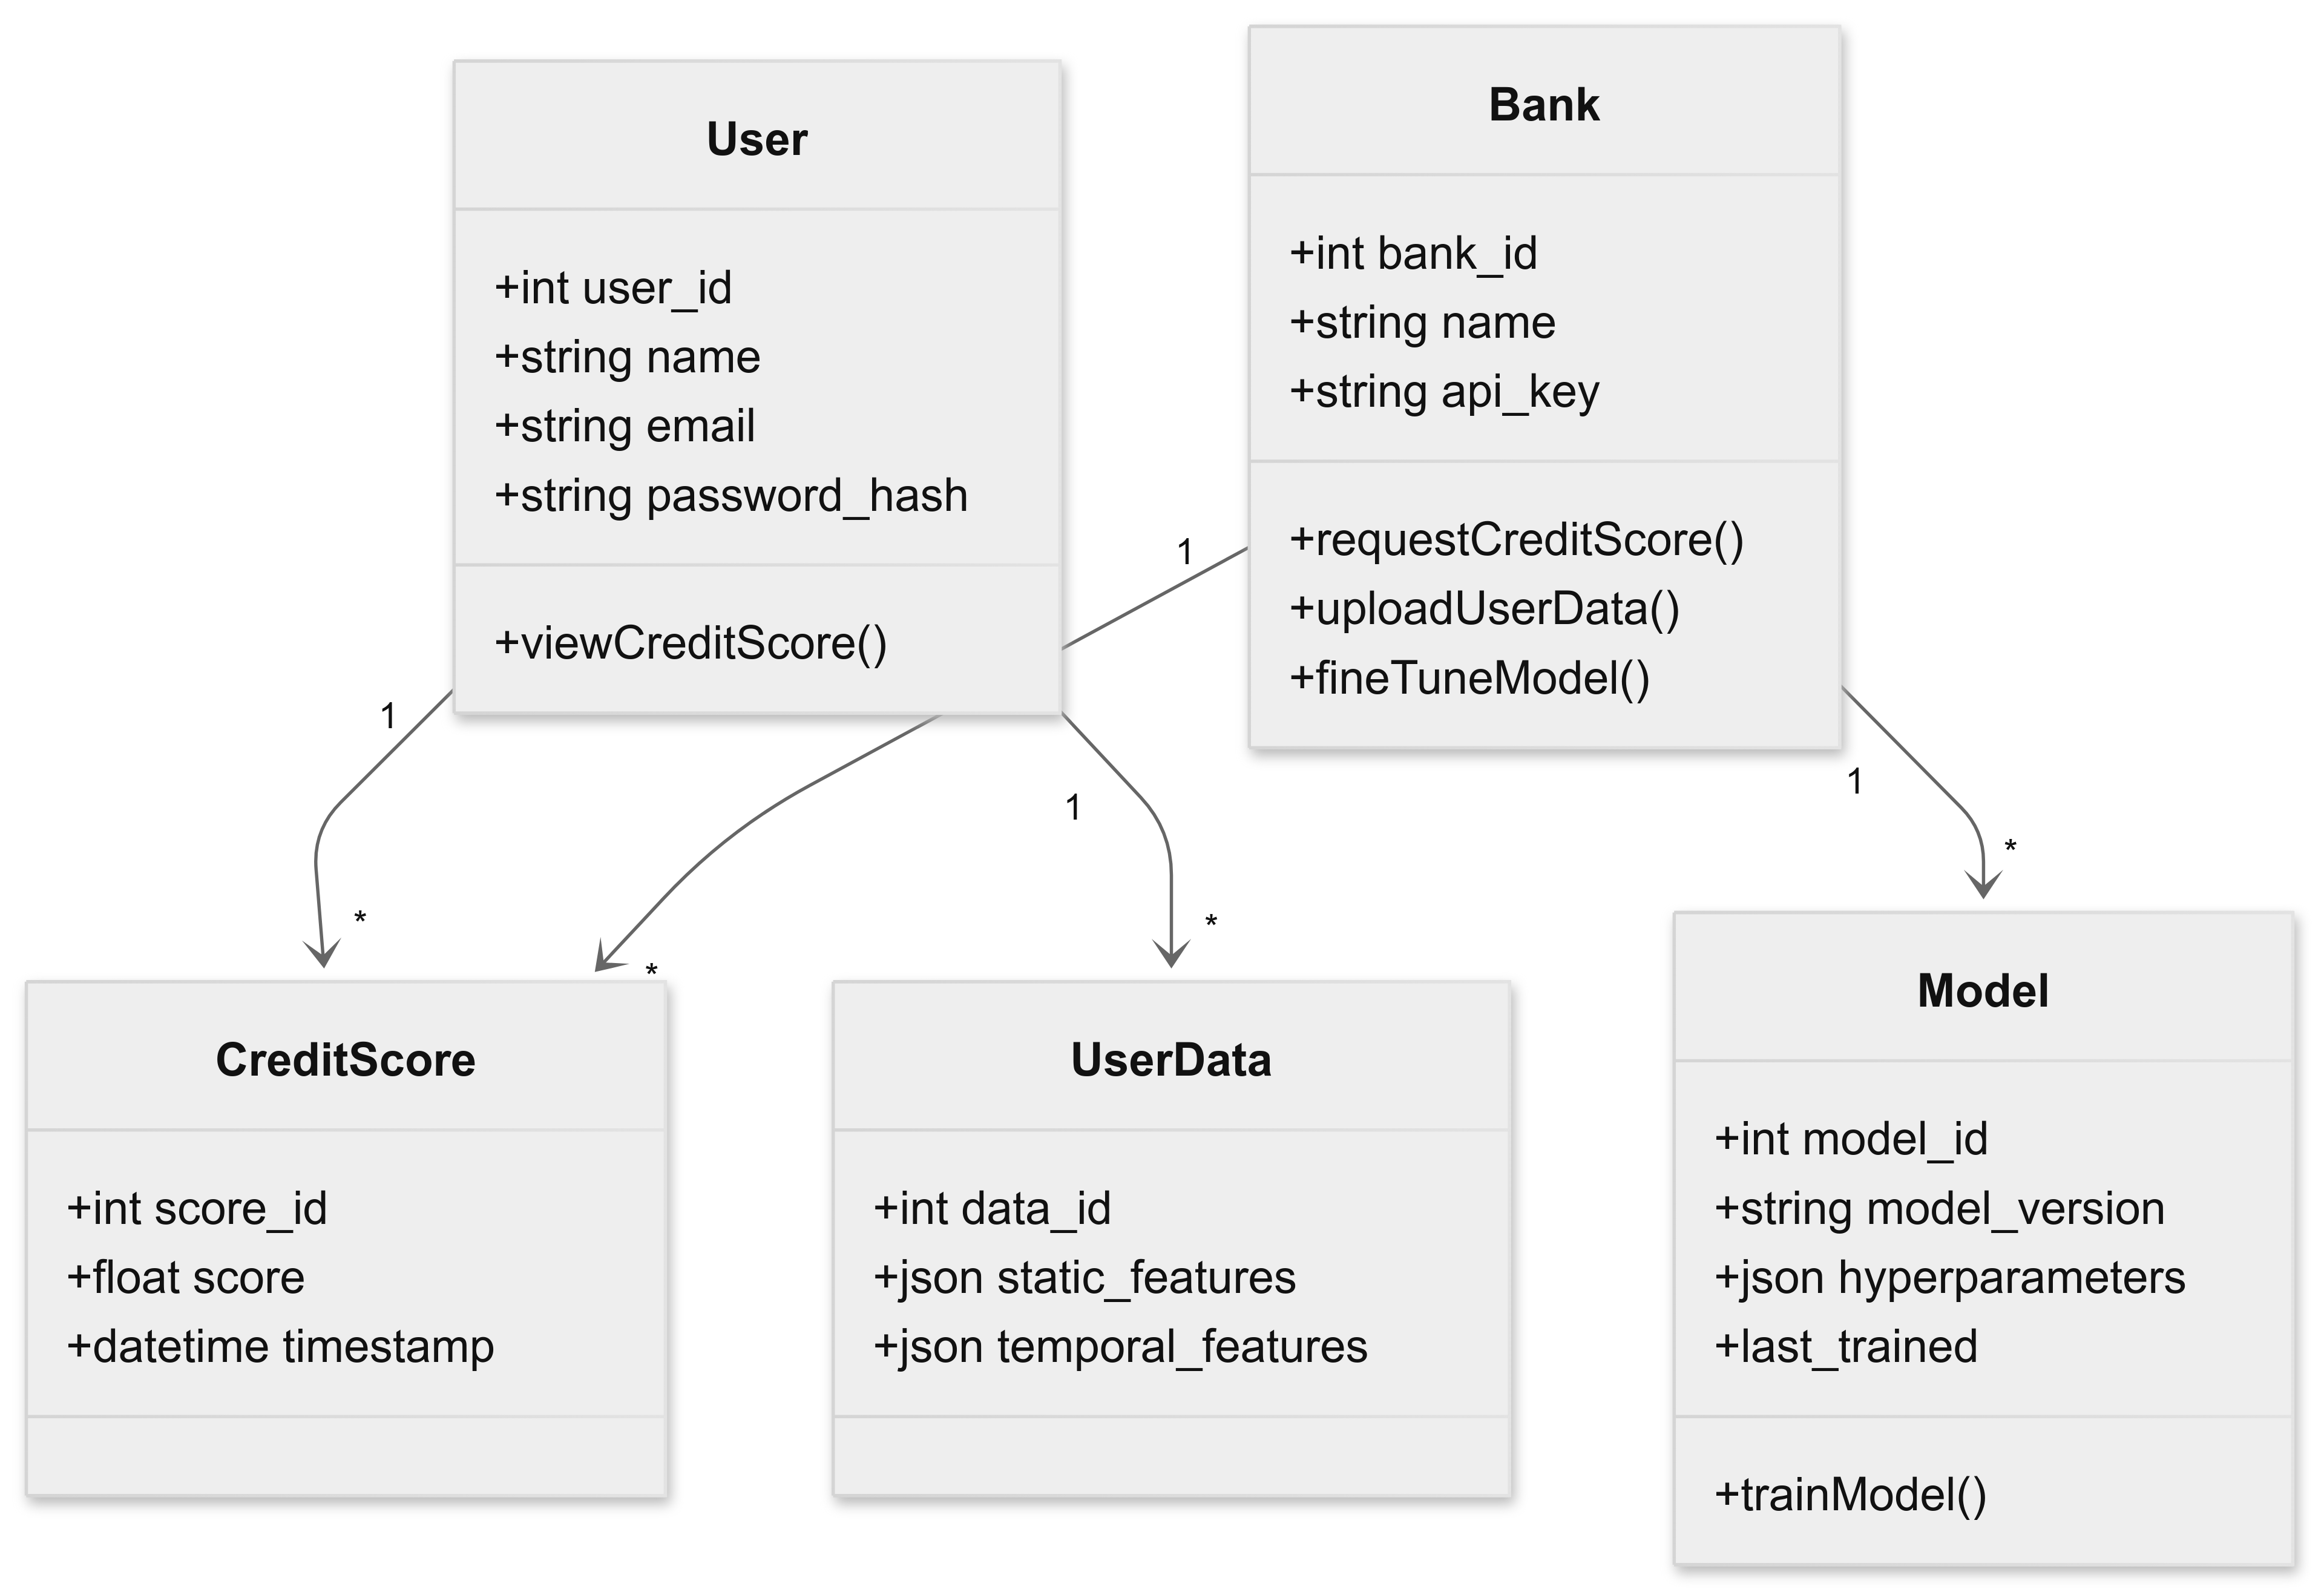 User
+int user_id
+string name
+string email
+string password_hash
+viewCreditScore()
Bank
+int bank_id
+string name
+string api_key
+requestCreditScore()
+uploadUserData()
+fineTuneModel()
1
1
1
1
*
*
*
*
CreditScore
+int score_id
+float score
+datetime timestamp
UserData
+int data_id
+json static_features
+json temporal_features
Model
+int model_id
+string model_version
+json hyperparameters
+last_trained
+trainModel()